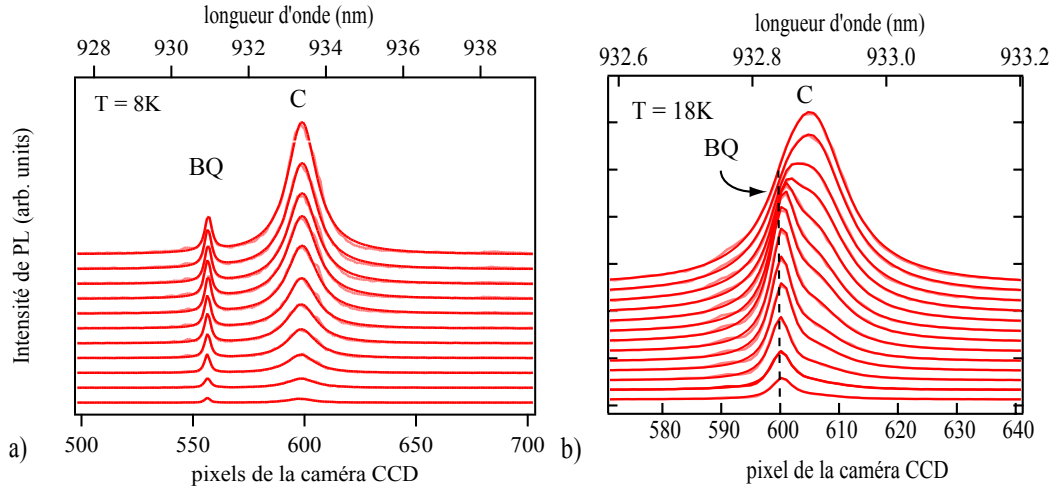 longueur d'onde (nm)
928 930 932 934 936 938
T = 8K
C
BQ
Intensité de PL (arb. units)
500 550 600 650 700
pixels de la caméra CCD
a)
longueur d'onde (nm)
932.6 932.8 933.0 933.2
T = 18K
C
BQ
580 590 600 610 620 630 640
pixel de la caméra CCD
b)